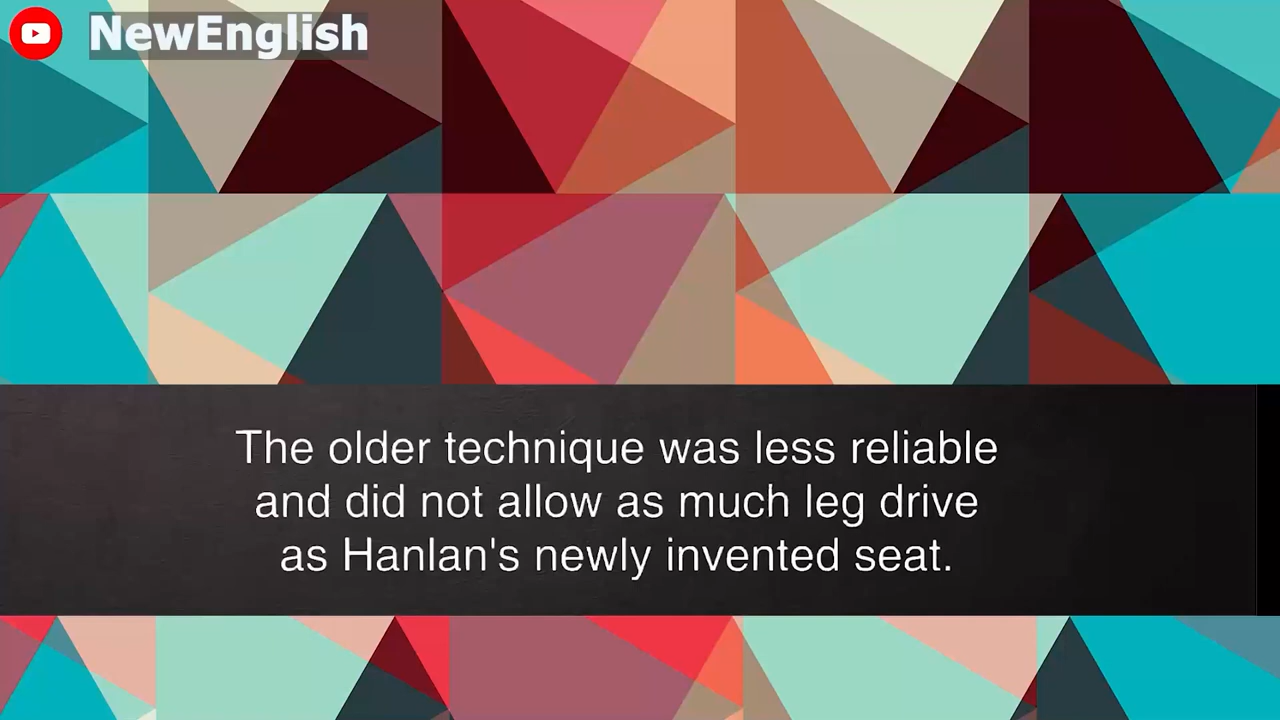 NewEnglish
The older technique was less reliable
and did not allow as much leg drive
as Hanlan's newly invented seat.